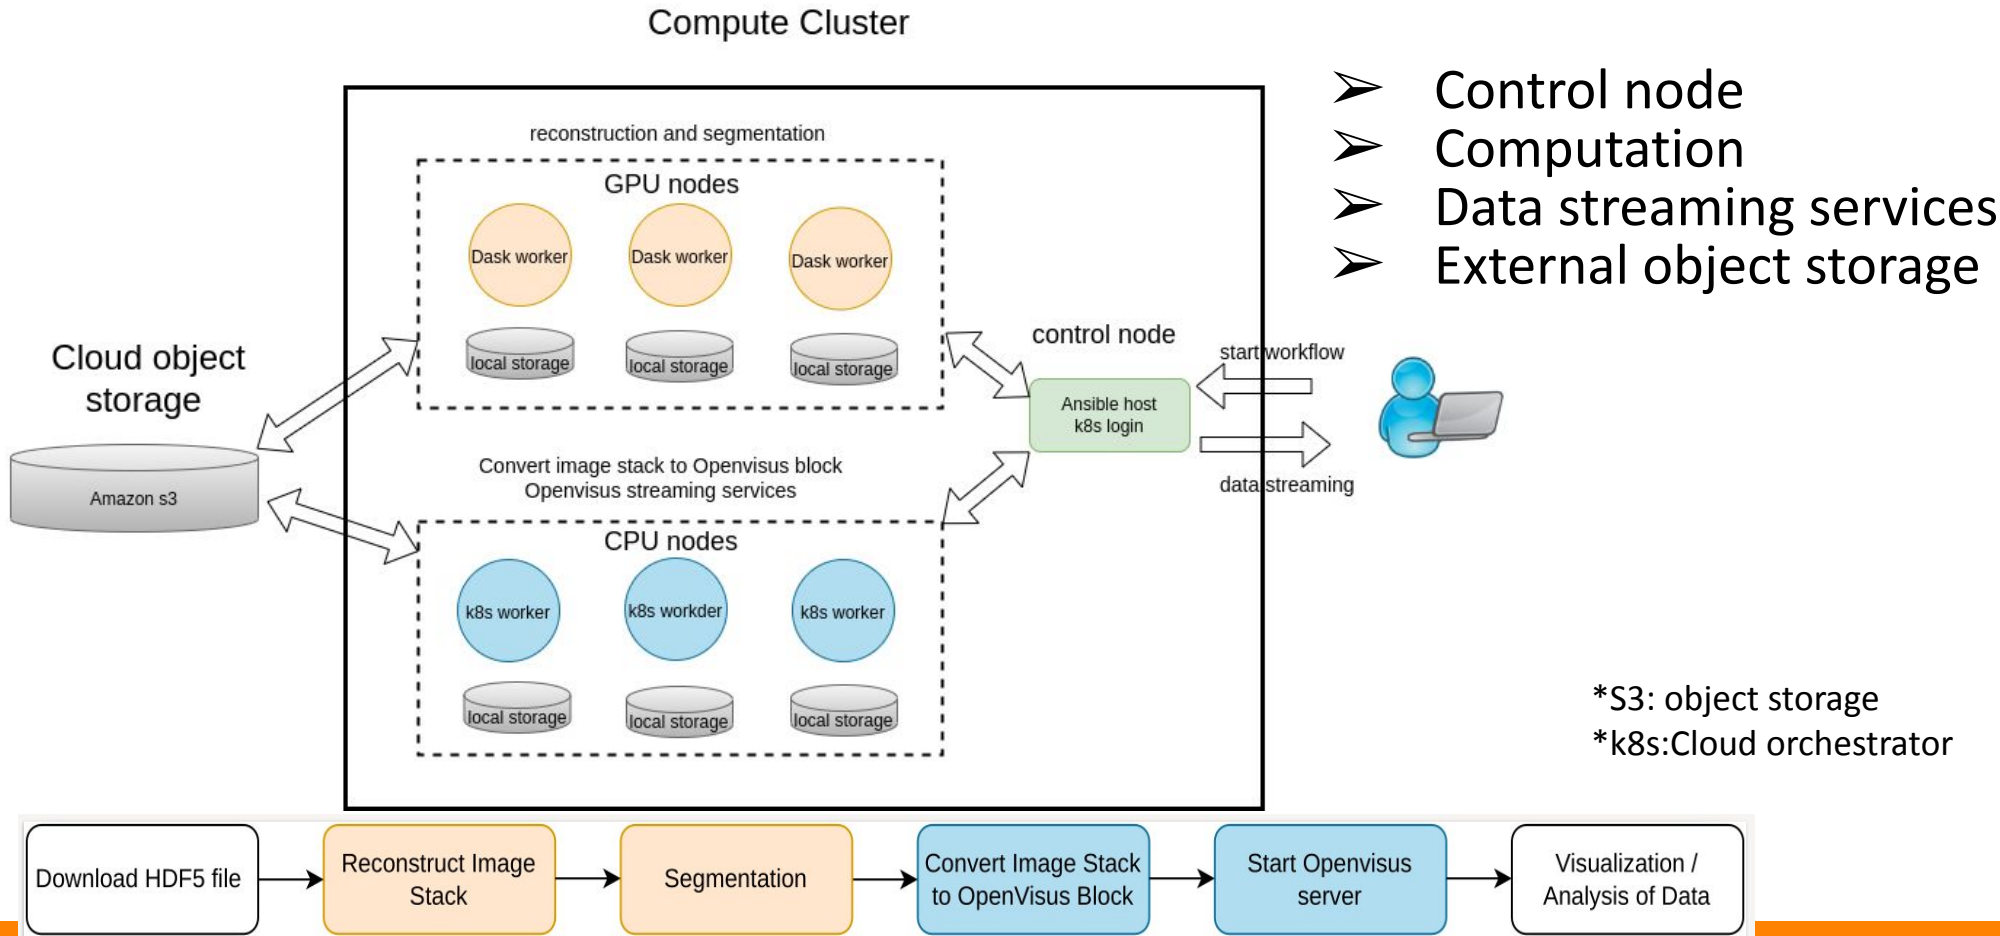 Compute Cluster
➢ Control node
➢ Computation
➢ Data streaming services
➢ External object storage
reconstruction and segmentation
GPU nodes
Dask worker
Dask worker
Dask worker
local storage
local storage
local storage
Cloud object
storage
Amazon s3
control node
Ansible host
k8s login
start workflow
data streaming
Convert image stack to Openvisus block
Openvisus streaming services
CPU nodes
k8s worker
k8s workder
k8s worker
local storage
local storage
local storage
*S3: object storage
*k8s:Cloud orchestrator
Download HDF5 file
Reconstruct Image
Stack
Segmentation
Convert Image Stack
to OpenVisus Block
Start Openvisus
server
Visualization /
Analysis of Data